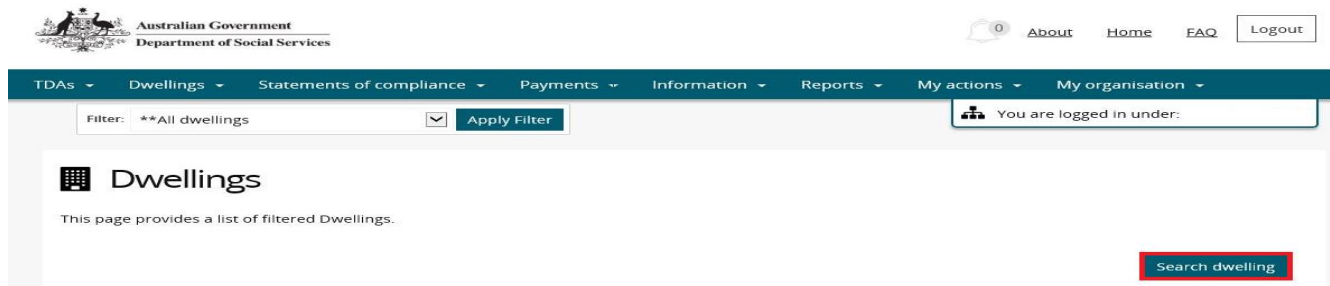 Australian Government
Department of Social Services
0 About Home FAQ Logout
TDAs Dwellings Statements of compliance Payments Information Reports My actions My organisation
Filter: **All dwellings Apply Filter
You are logged in under:
Dwellings
This page provides a list of filtered Dwellings.
Search dwelling